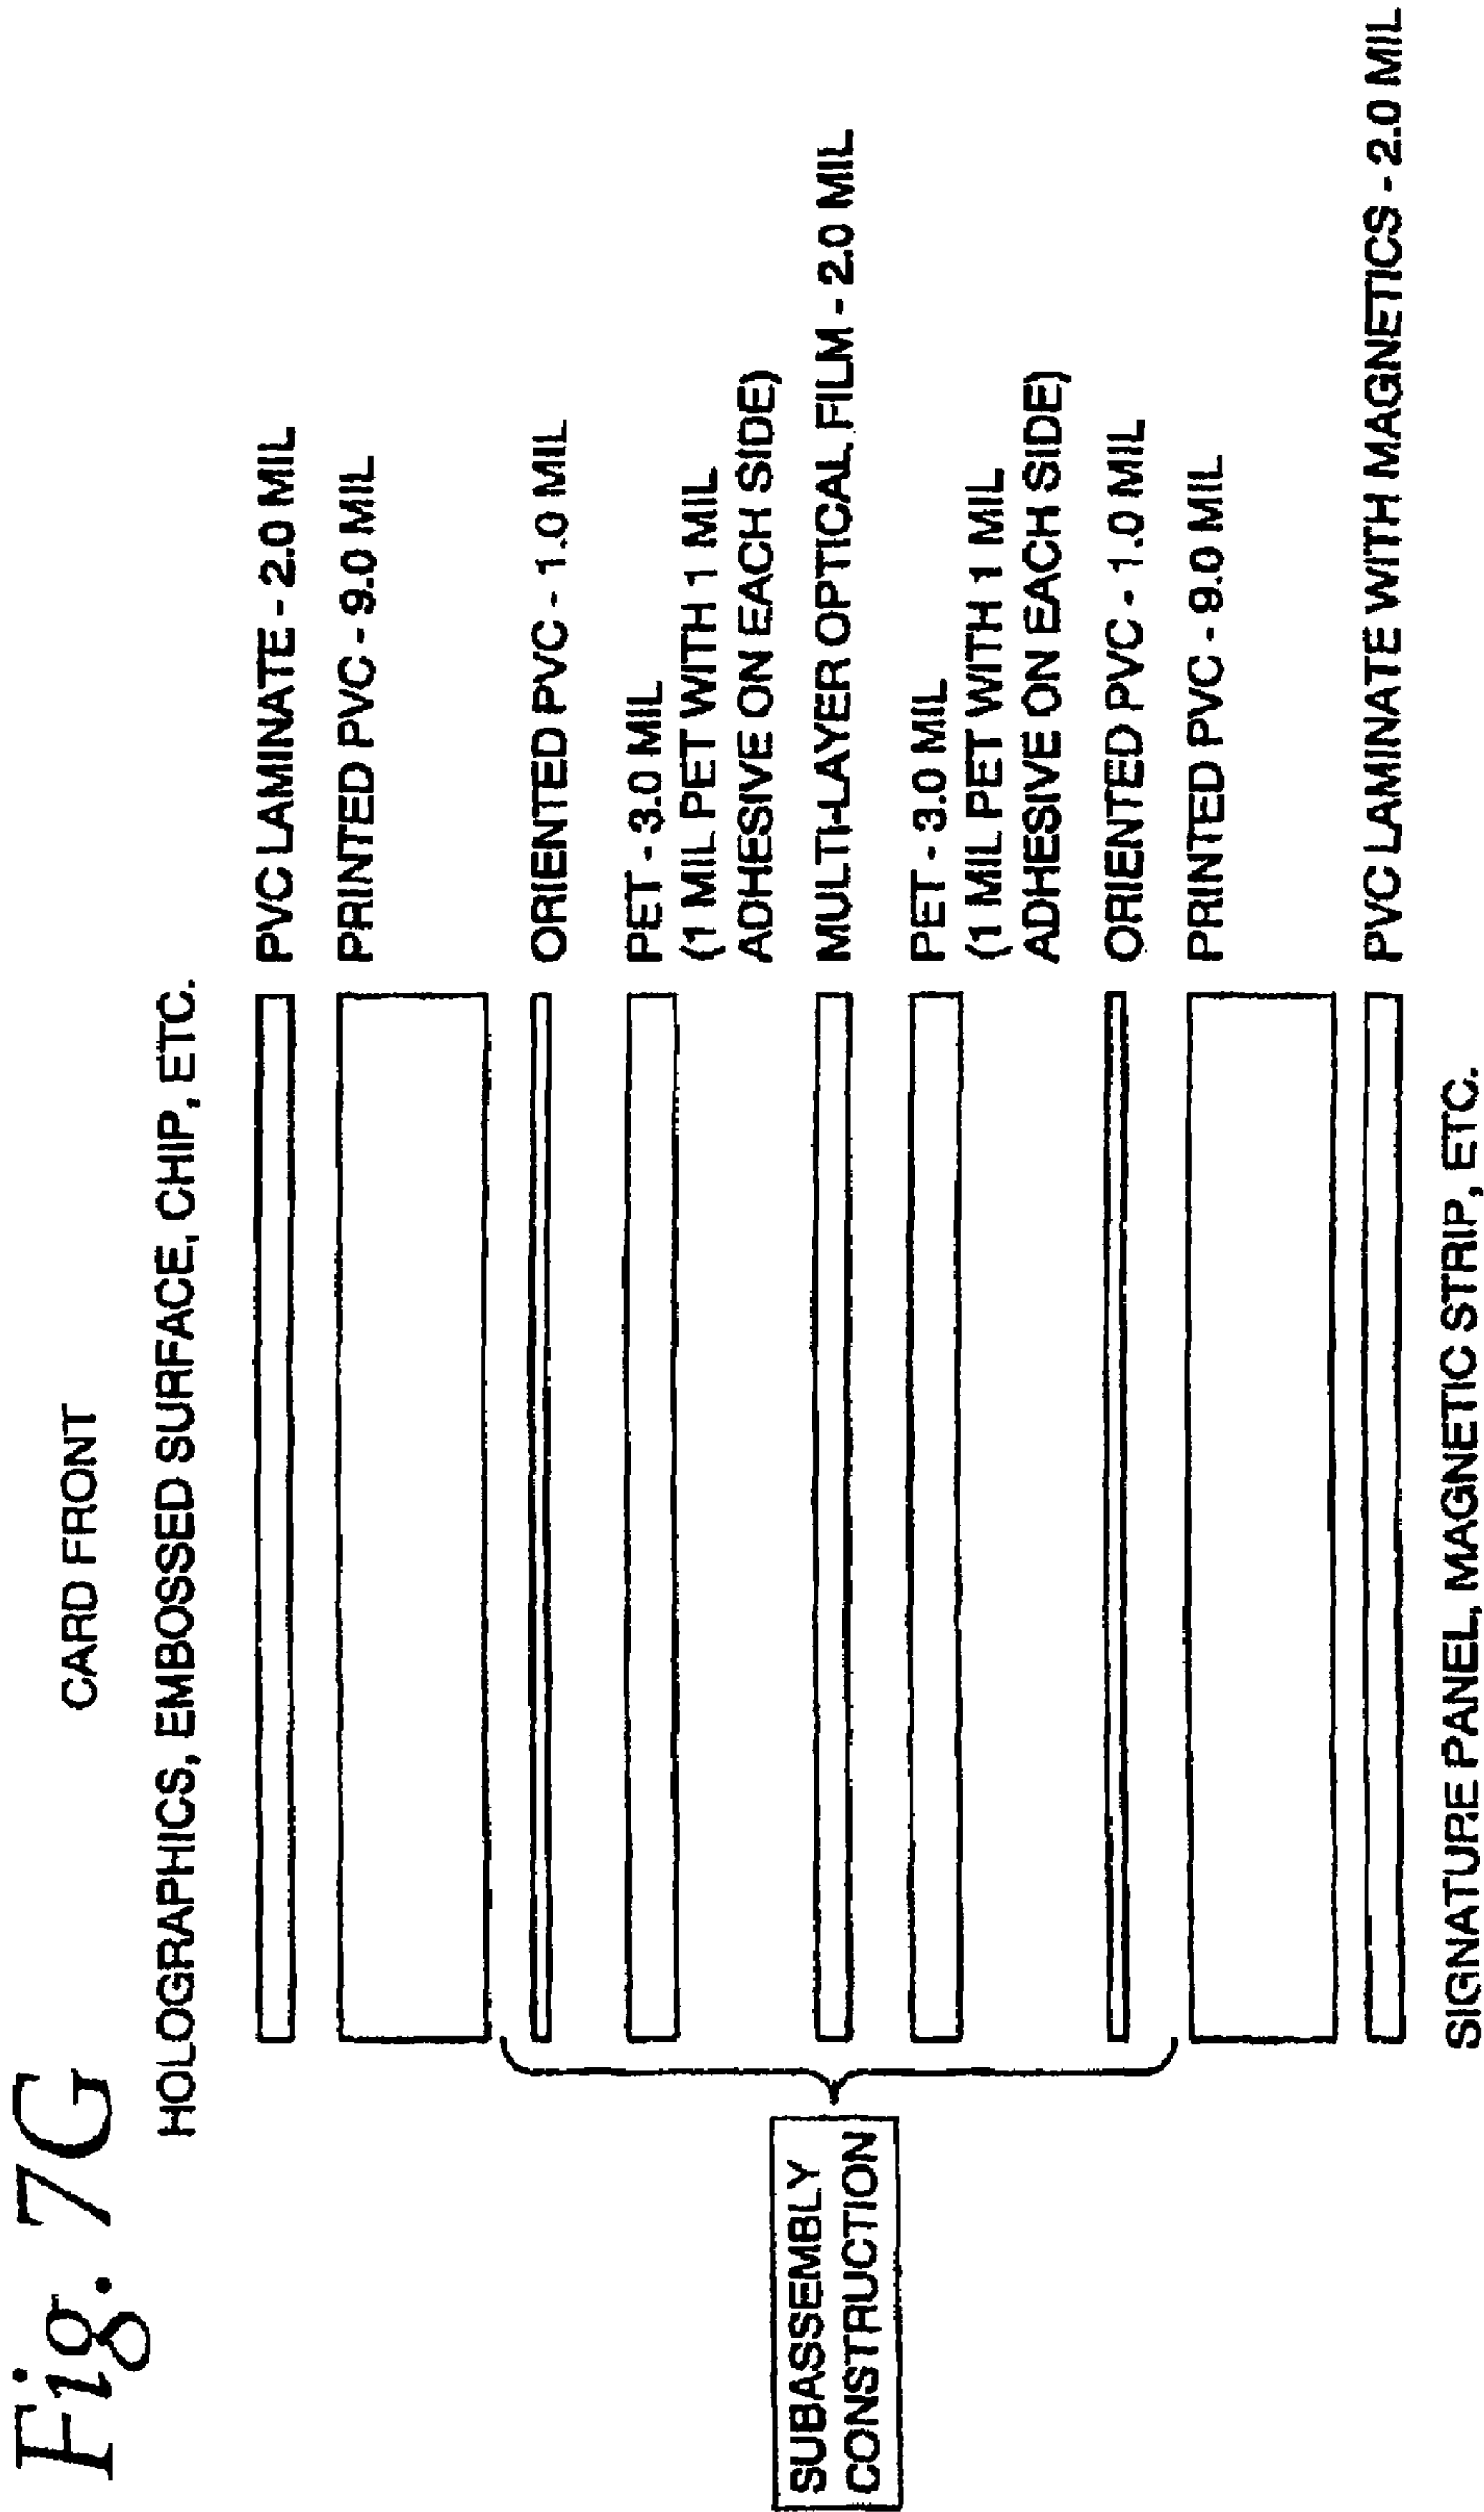 Fig. 7G
CARD FRONT
HOLOGRAPHICS, EMBOSSED SURFACE, CHIP, ETC.
PVC LAMINATE - 2.0 MIL
PRINTED PVC - 9.0 MIL
ORIENTED PVC - 1.0 MIL
PET - 3.0 MIL
(1 MIL PET WITH 1 MIL
ADHESIVE ON EACH SIDE)
SUBASSEMBLY
CONSTRUCTION
MULTI-LAYER OPTICAL FILM - 2.0 MIL
PET - 3.0 MIL
(1 MIL PET WITH 1 MIL
ADHESIVE ON EACH SIDE)
ORIENTED PVC - 1.0 MIL
PRINTED PVC - 9.0 MIL
PVC LAMINATE WITH MAGNETICS - 2.0 MIL
SIGNATURE PANEL, MAGNETIC STRIP, ETC.